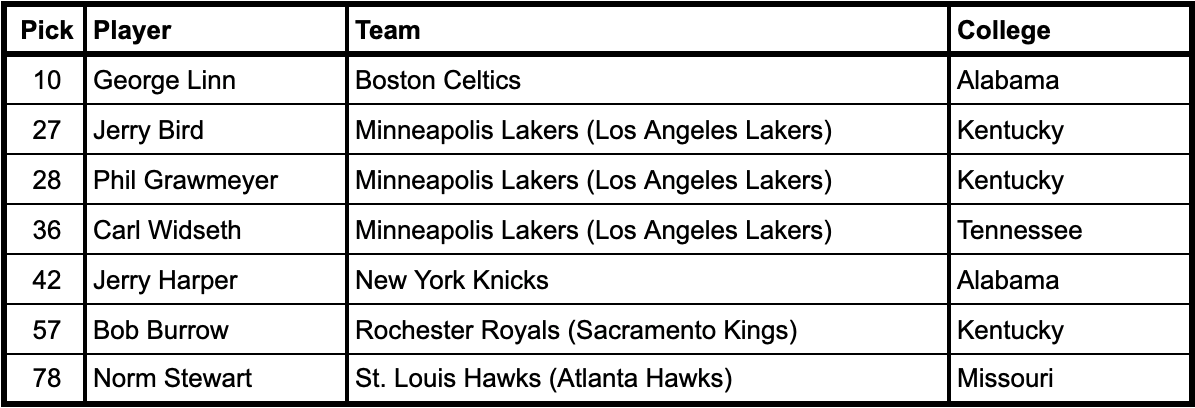 Pick Player Team College
10 George Linn Boston Celtics Alabama
27 Jerry Bird Minneapolis Lakers (Los Angeles Lakers) Kentucky
28 Phil Grawmeyer Minneapolis Lakers (Los Angeles Lakers) Kentucky
36 Carl Widseth Minneapolis Lakers (Los Angeles Lakers) Tennessee
42 Jerry Harper New York Knicks Alabama
57 Bob Burrow Rochester Royals (Sacramento Kings) Kentucky
78 Norm Stewart St. Louis Hawks (Atlanta Hawks) Missouri